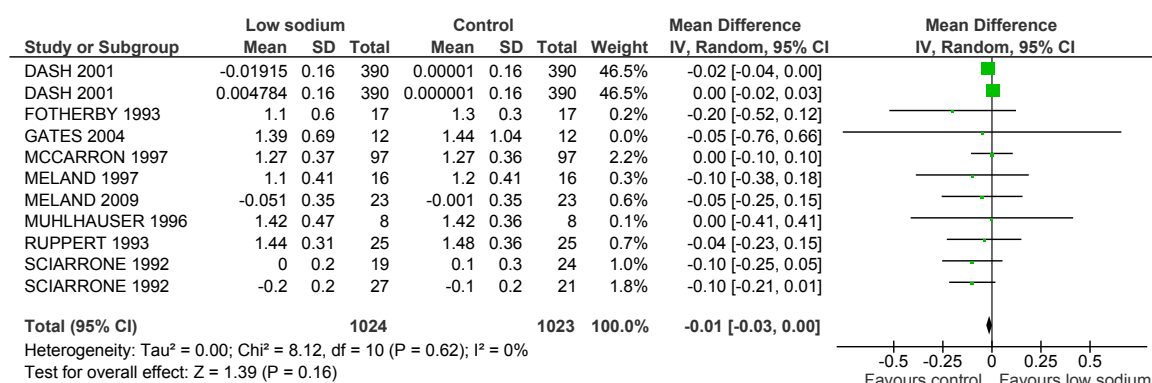 Low sodium Control Mean Difference Mean Difference
Study or Subgroup Mean SD Total Mean SD Total Weight IV, Random, 95% CI IV, Random, 95% CI
DASH 2001 -0.01915 0.16 390 0.00001 0.16 390 46.5% -0.02 [-0.04, 0.00]
DASH 2001 0.004784 0.16 390 0.000001 0.16 390 46.5% 0.00 [-0.02, 0.03]
FOTHERBY 1993 1.1 0.6 17 1.3 0.3 17 0.2% -0.20 [-0.52, 0.12]
GATES 2004 1.39 0.69 12 1.44 1.04 12 0.0% -0.05 [-0.76, 0.66]
MCCARRON 1997 1.27 0.37 97 1.27 0.36 97 2.2% 0.00 [-0.10, 0.10]
MELAND 1997 1.1 0.41 16 1.2 0.41 16 0.3% -0.10 [-0.38, 0.18]
MELAND 2009 -0.051 0.35 23 -0.001 0.35 23 0.6% -0.05 [-0.25, 0.15]
MUHLHAUSER 1996 1.42 0.47 8 1.42 0.36 8 0.1% 0.00 [-0.41, 0.41]
RUPPERT 1993 1.44 0.31 25 1.48 0.36 25 0.7% -0.04 [-0.23, 0.15]
SCIARRONE 1992 0 0.2 19 0.1 0.3 24 1.0% -0.10 [-0.25, 0.05]
SCIARRONE 1992 -0.2 0.2 27 -0.1 0.2 21 1.8% -0.10 [-0.21, 0.01]
Total (95% CI) 1024 1023 100.0% -0.01 [-0.03, 0.00]
Heterogeneity: Tau² = 0.00; Chi² = 8.12, df = 10 (P = 0.62); I² = 0%
Test for overall effect: Z = 1.39 (P = 0.16)
-0.5 -0.25 0 0.25 0.5
Favours control Favours low sodium